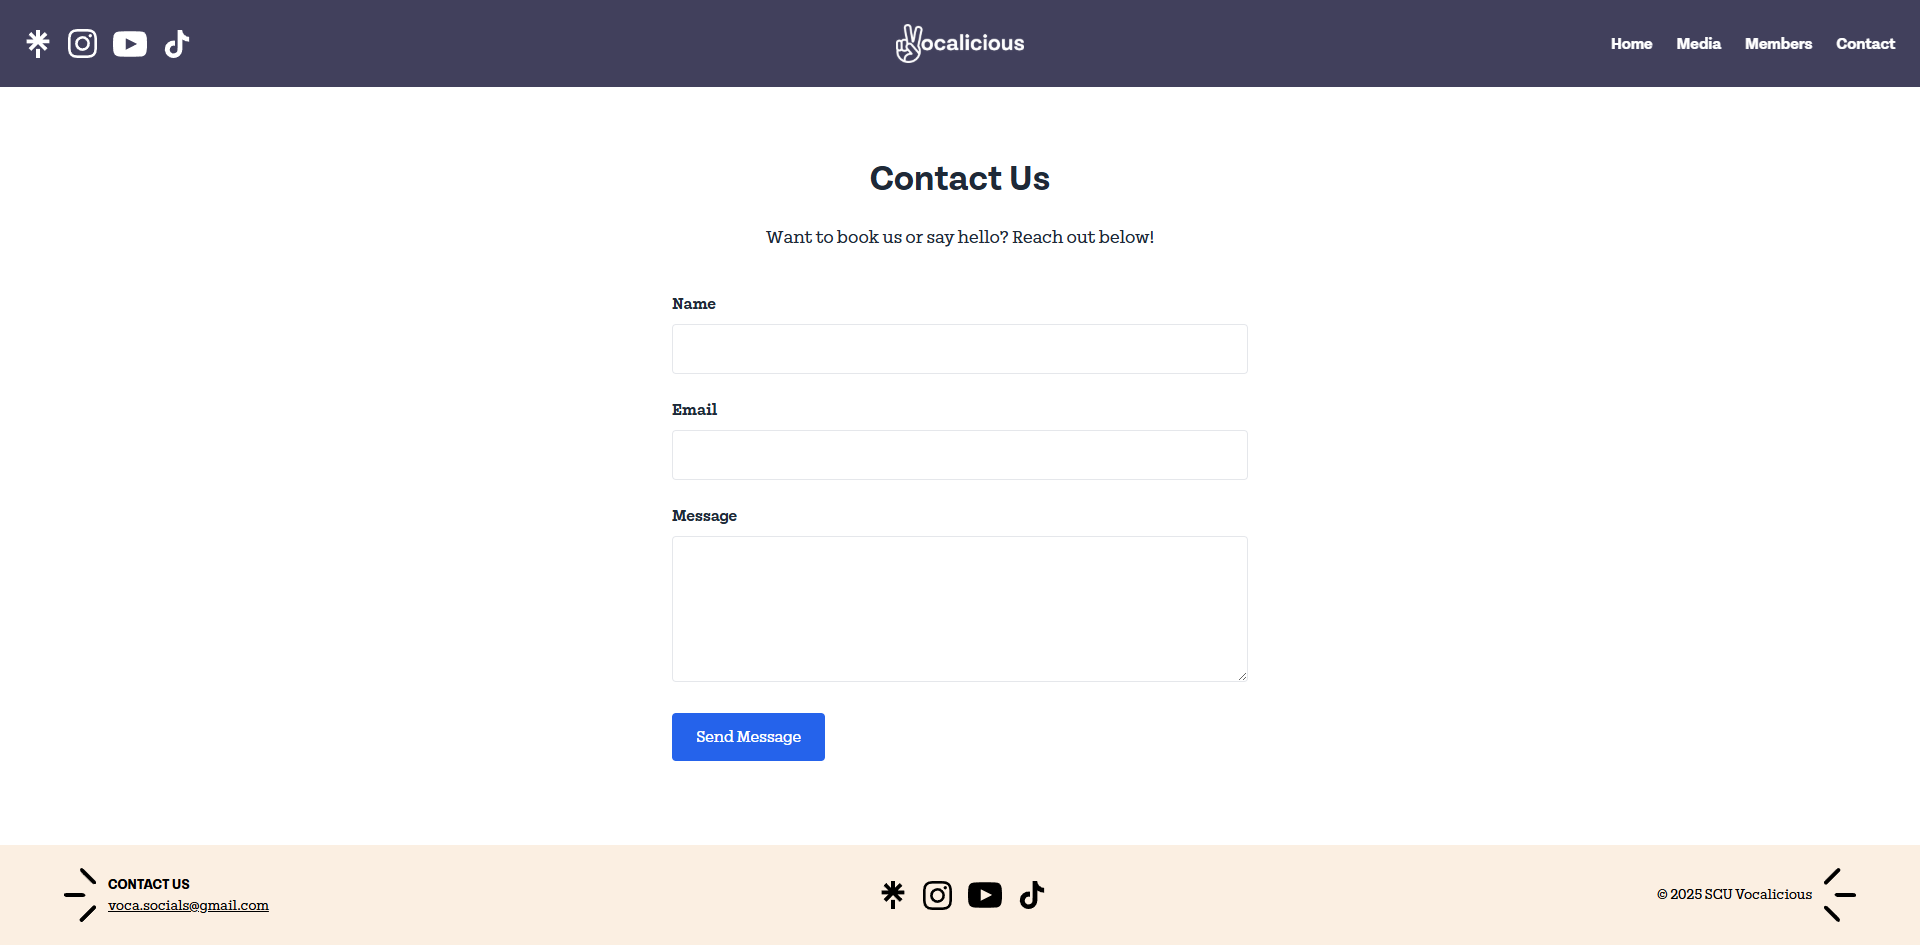 ocalicious
Home Media Members Contact
Contact Us
Want to book us or say hello? Reach out below!
Name
Email
Message
Send Message
CONTACT US
voca.socials@gmail.com
© 2025 SCU Vocalicious